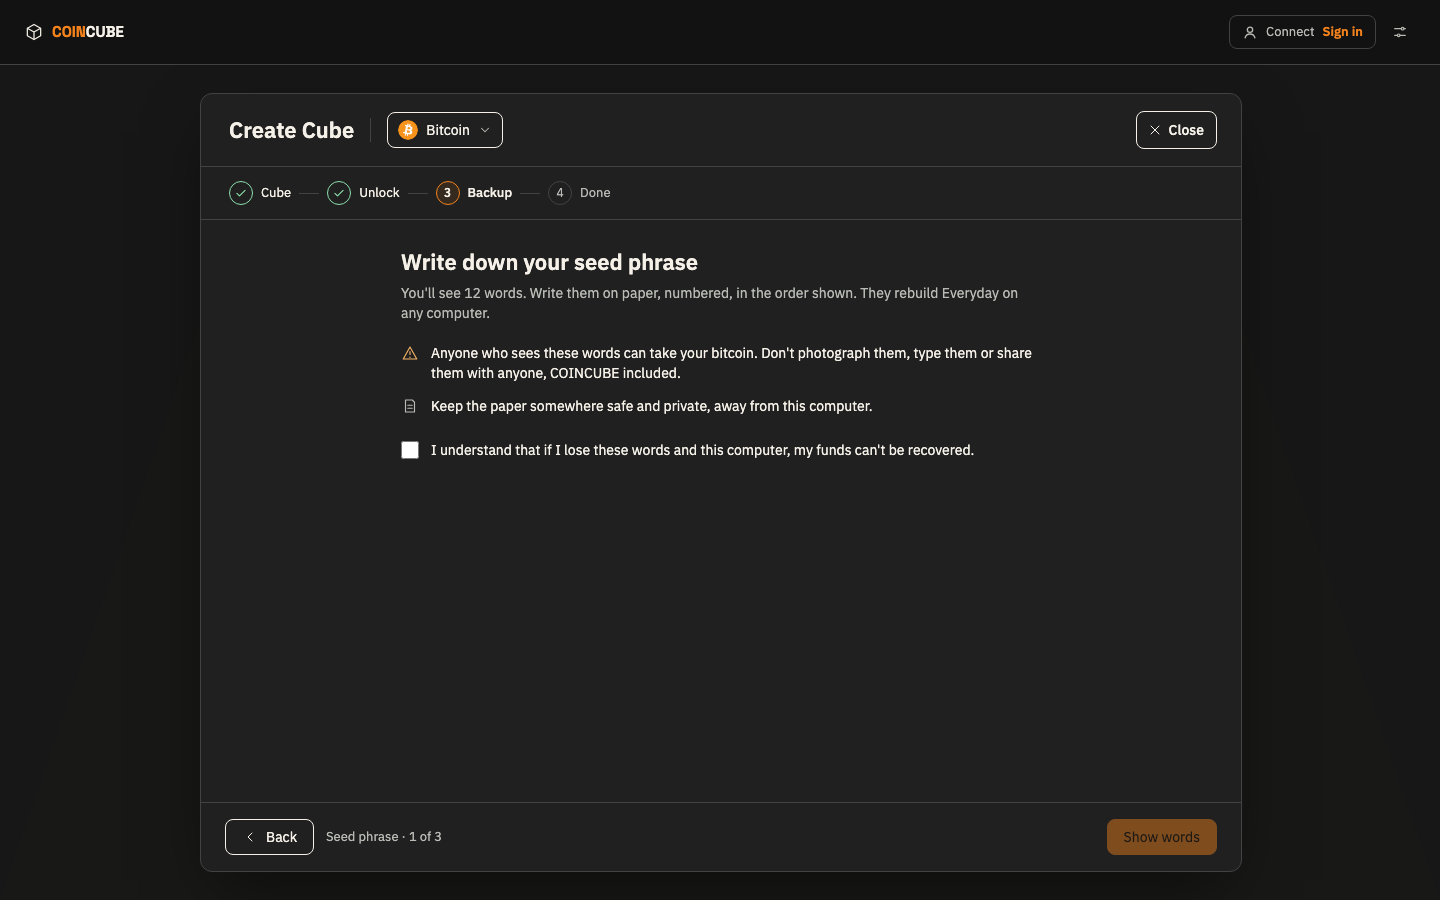 COINCUBE
Connect Sign in
Create Cube
Bitcoin
Close
Cube
Unlock
3 Backup
4 Done
Write down your seed phrase
You'll see 12 words. Write them on paper, numbered, in the order shown. They rebuild Everyday on
any computer.
Anyone who sees these words can take your bitcoin. Don't photograph them, type them or share
them with anyone, COINCUBE included.
Keep the paper somewhere safe and private, away from this computer.
I understand that if I lose these words and this computer, my funds can't be recovered.
Back
Seed phrase · 1 of 3
Show words